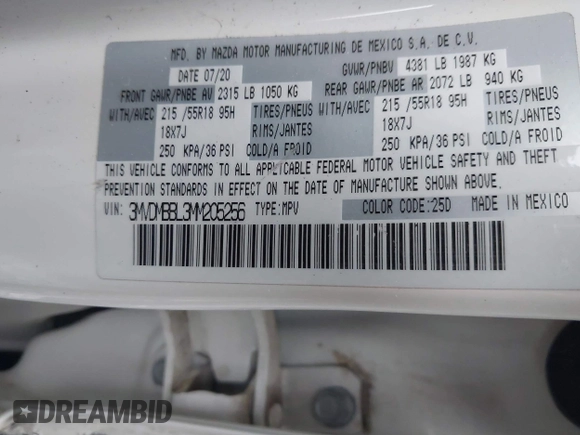 MFD. BY MAZDA MOTOR MANUFACTURING DE MEXICO S.A. DE C.V.
DATE 07/20 GVWR/PNBV 4381 LB 1987 KG
FRONT GAWR/PNBE AV 2315 LB 1050 KG REAR GAWR/PNBE AR 2072 LB 940 KG
WITH/AVEC 215 /55R18 95H TIRES/PNEUS WITH/AVEC 215 /55R18 95H TIRES/PNEUS
18X7J RIMS/JANTES 18X7J RIMS/JANTES
250 KPA/36 PSI COLD/A FROID 250 KPA/36 PSI COLD/A FROID
THIS VEHICLE CONFORMS TO ALL APPLICABLE FEDERAL MOTOR VEHICLE SAFETY AND THEFT
PREVENTION STANDARDS IN EFFECT ON THE DATE OF MANUFACTURE SHOWN ABOVE.
VIN: 3MVDMBBL3MM205256 TYPE:MPV COLOR CODE:25D MADE IN MEXICO
DREAMBID